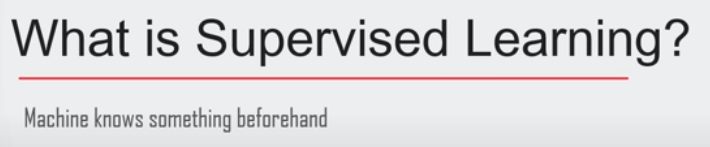 What is Supervised Learning?
Machine knows something beforehand